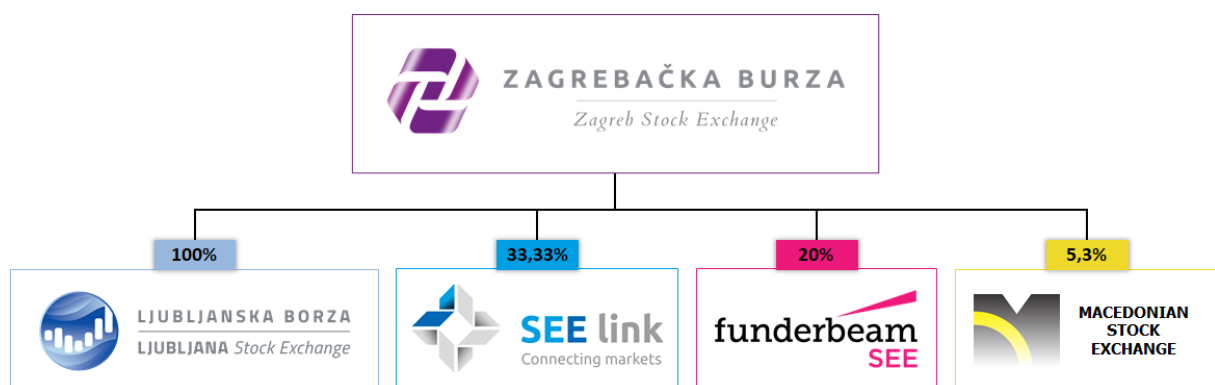 ZAGREBAČKA BURZA
Zagreb Stock Exchange
100%
33,33%
20%
5,3%
LJUBLJANSKA BORZA
LJUBLJANA Stock Exchange
SEE link
Connecting markets
funderbeam
SEE
MACEDONIAN
STOCK
EXCHANGE